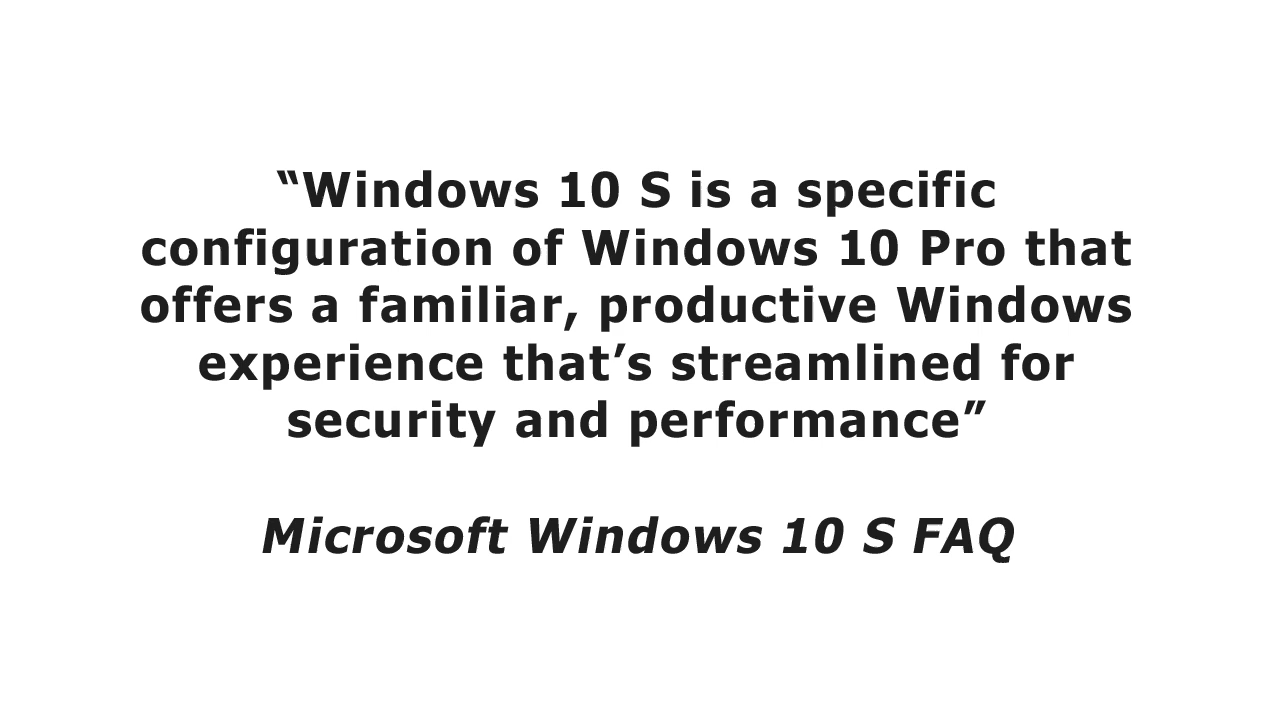 “Windows 10 S is a specific
configuration of Windows 10 Pro that
offers a familiar, productive Windows
experience that’s streamlined for
security and performance”
Microsoft Windows 10 S FAQ